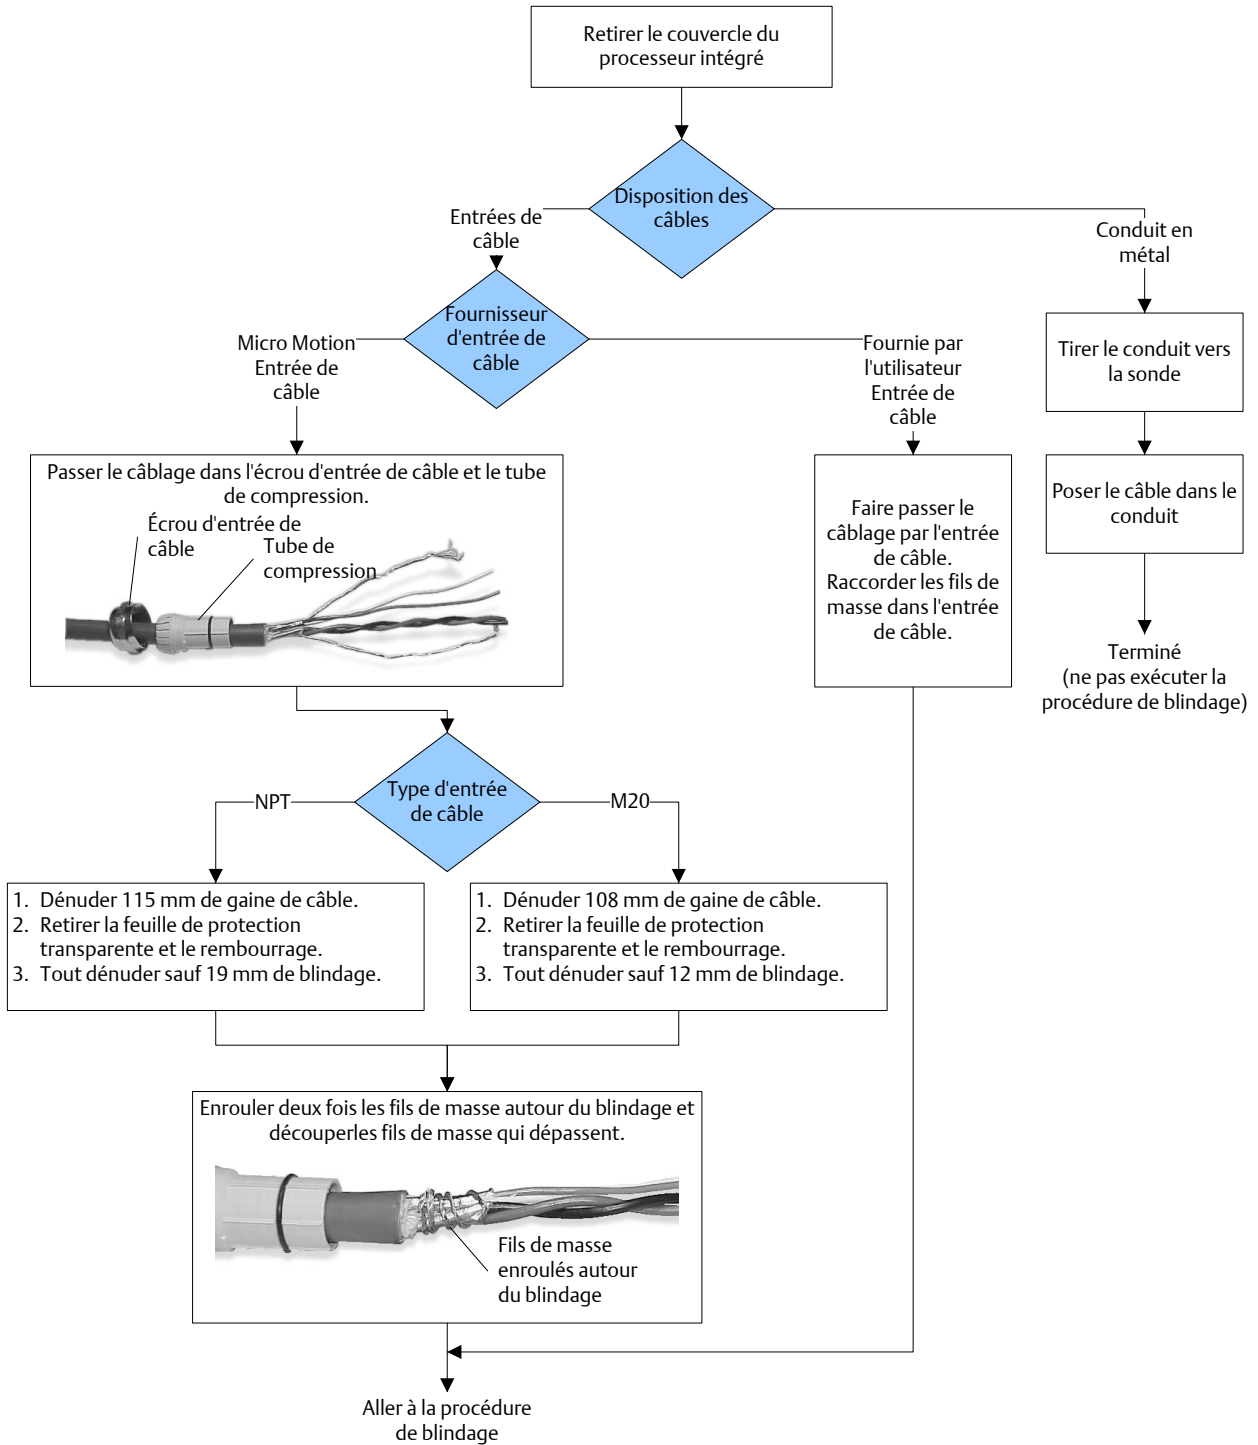 Retirer le couvercle du
processeur intégré
Disposition des
câbles
Entrées de
câble
Conduit en
métal
Fournisseur
d'entrée de
câble
Micro Motion
Entrée de
câble
Fournie par
l'utilisateur
Entrée de
câble
Tirer le conduit vers
la sonde
Passer le câblage dans l'écrou d'entrée de câble et le tube
de compression.
Écrou d'entrée de
câble
Tube de
compression
Faire passer le
câblage par l'entrée
de câble.
Raccorder les fils de
masse dans l'entrée
de câble.
Poser le câble dans le
conduit
Terminé
(ne pas exécuter la
procédure de blindage)
Type d'entrée
de câble
NPT
M20
1. Dénuder 115 mm de gaine de câble.
2. Retirer la feuille de protection
transparente et le rembourrage.
3. Tout dénuder sauf 19 mm de blindage.
1. Dénuder 108 mm de gaine de câble.
2. Retirer la feuille de protection
transparente et le rembourrage.
3. Tout dénuder sauf 12 mm de blindage.
Enrouler deux fois les fils de masse autour du blindage et
découperles fils de masse qui dépassent.
Fils de masse
enroulés autour
du blindage
Aller à la procédure
de blindage